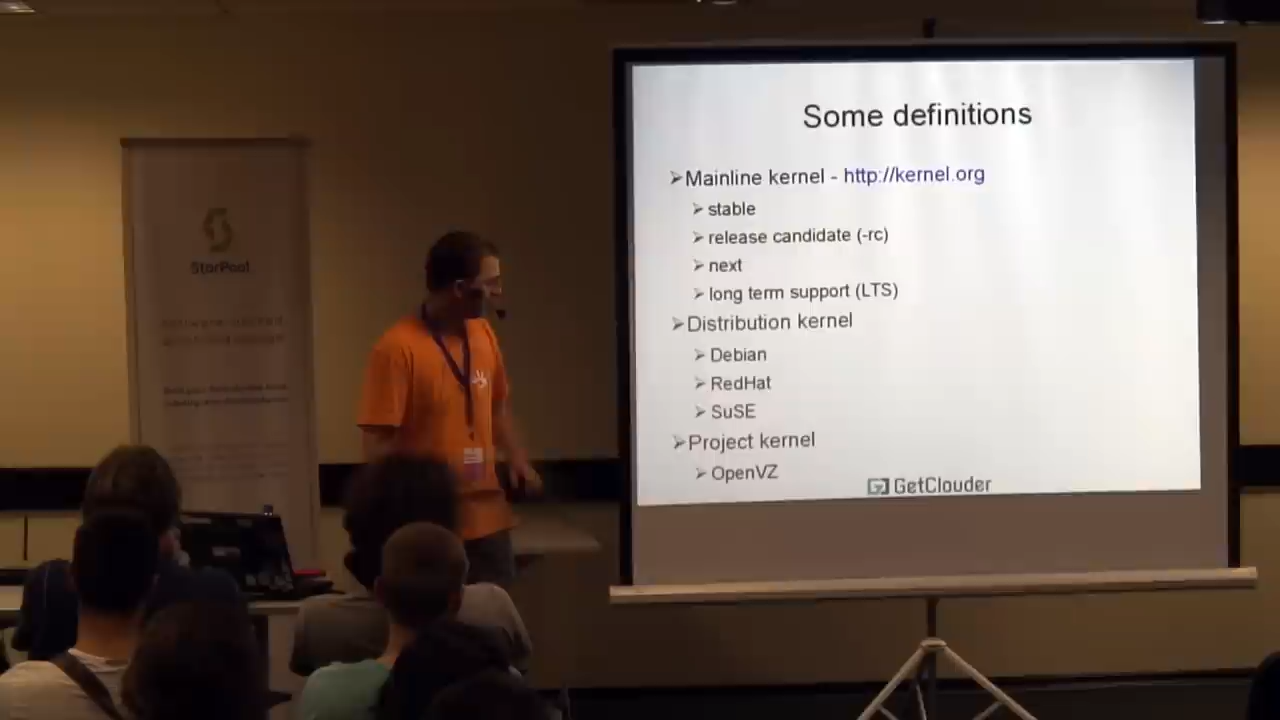 Some definitions
➢Mainline kernel - http://kernel.org
➢stable
➢release candidate (-rc)
➢next
➢long term support (LTS)
➢Distribution kernel
➢Debian
➢RedHat
➢SuSE
➢Project kernel
➢OpenVZ
GetClouder
StorPool